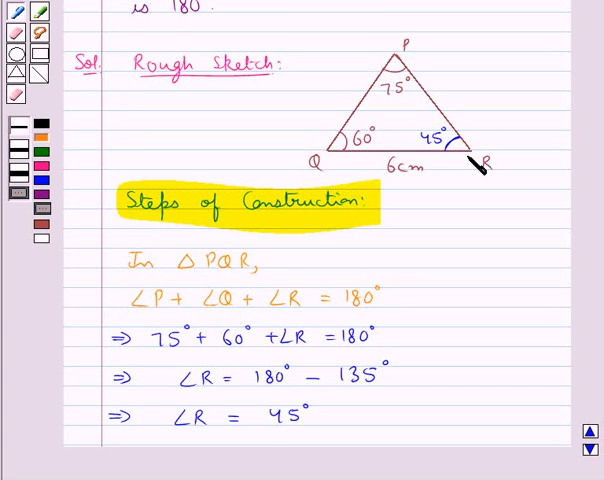 is 180°.
Sol. Rough Sketch:
P
75°
60°
45°
Q
6cm
R
Steps of Construction:
In △ PQR,
∠P + ∠Q + ∠R = 180°
⇒ 75° + 60° + ∠R = 180°
⇒ ∠R = 180° - 135°
⇒ ∠R = 45°